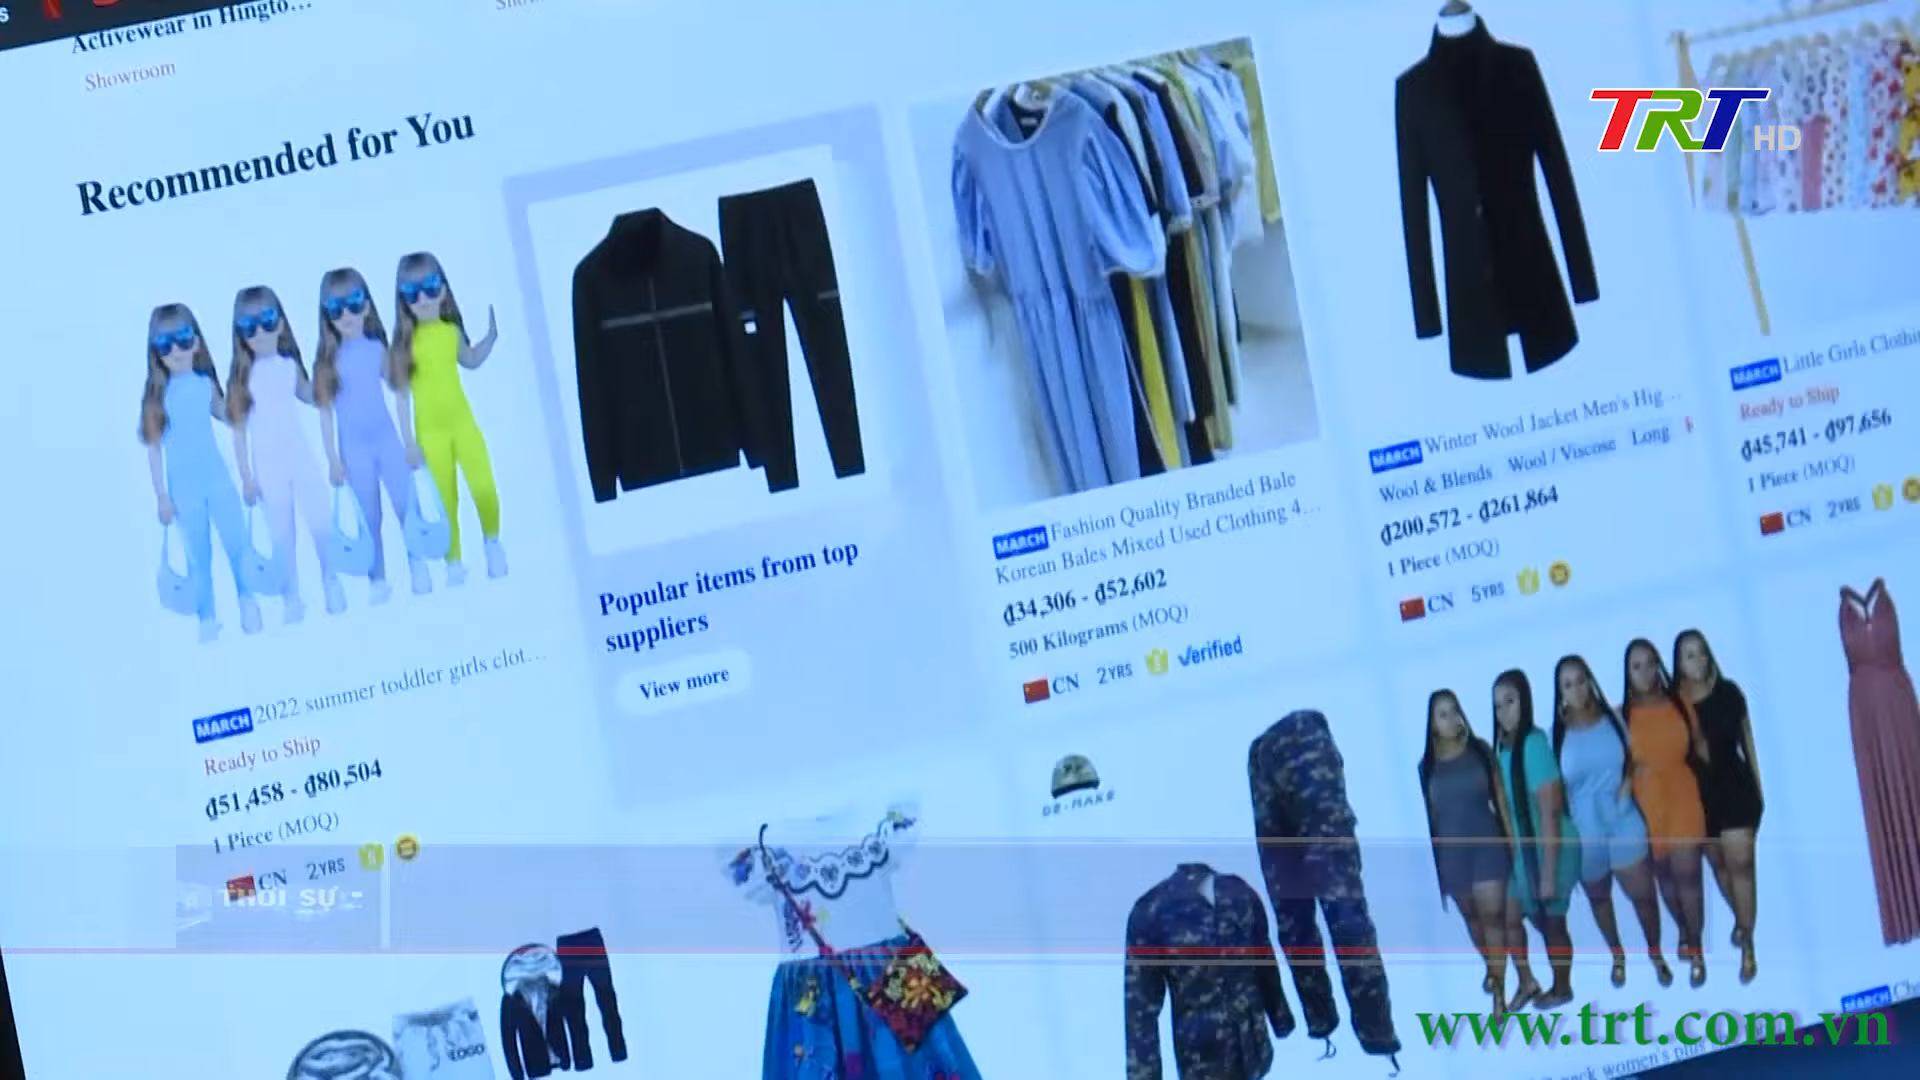 Activewear in Hingto...
Showroom
Recommended for You
TRT HD
MARCH 2022 summer toddler girls clot...
Ready to Ship
₫51,458 - ₫80,504
1 Piece (MOQ)
CN 2YRS
Popular items from top
suppliers
View more
MARCH Fashion Quality Branded Bale
Korean Bales Mixed Used Clothing 4...
₫34,306 - ₫52,602
500 Kilograms (MOQ)
CN 2YRS Verified
MARCH Winter Wool Jacket Men's Hig...
Wool & Blends Wool / Viscose Long
₫200,572 - ₫261,864
1 Piece (MOQ)
CN 5YRS
MARCH Little Girls Clothin
Ready to Ship
₫45,741 - ₫97,656
1 Piece (MOQ)
CN 2YRS
THỜI SỰ
LOGO
MARCH
www.trt.com.vn